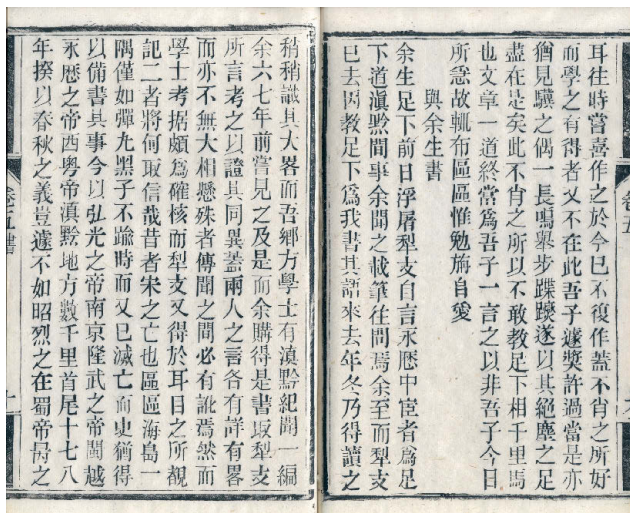 耳往時嘗喜作之於今已不復作蓋不肖之所好
而學之有得者又不在此吾子遽獎許過當是亦
猶見驥之偶一長鳴舉步蹀躞遂以其絕塵之足
盡在是矣此不肖之所以不敢教足下相千里馬
也文章一道終當爲吾子一言之以非吾子今日
所急故輒布區區惟勉旃自愛
與余生書
余生足下前日浮屠犁支自言永歷中宦者爲足
下道滇黔間事余聞之載筆往問焉余至而犁支
已去因教足下爲我書其語來去年冬乃得讀之
稍稍識其大畧而吾鄉方學士有滇黔紀聞一編
余六七年前嘗見之及是而余購得是書取犁支
所言考之以證其同異蓋兩人之言各有詳有畧
而亦不無大相懸殊者傳聞之間必有訛焉然而
學士考據頗爲確核而犁支又得於耳目之所覩
記二者將何取信哉昔者宋之亡也區區海島一
隅僅如彈丸黑子不踰時而又已滅亡而史猶得
以備書其事今以弘光之帝南京隆武之帝閩越
永歷之帝西粤帝滇黔地方數千里首尾十七八
年揆以春秋之義豈遽不如昭烈之在蜀帝昺之